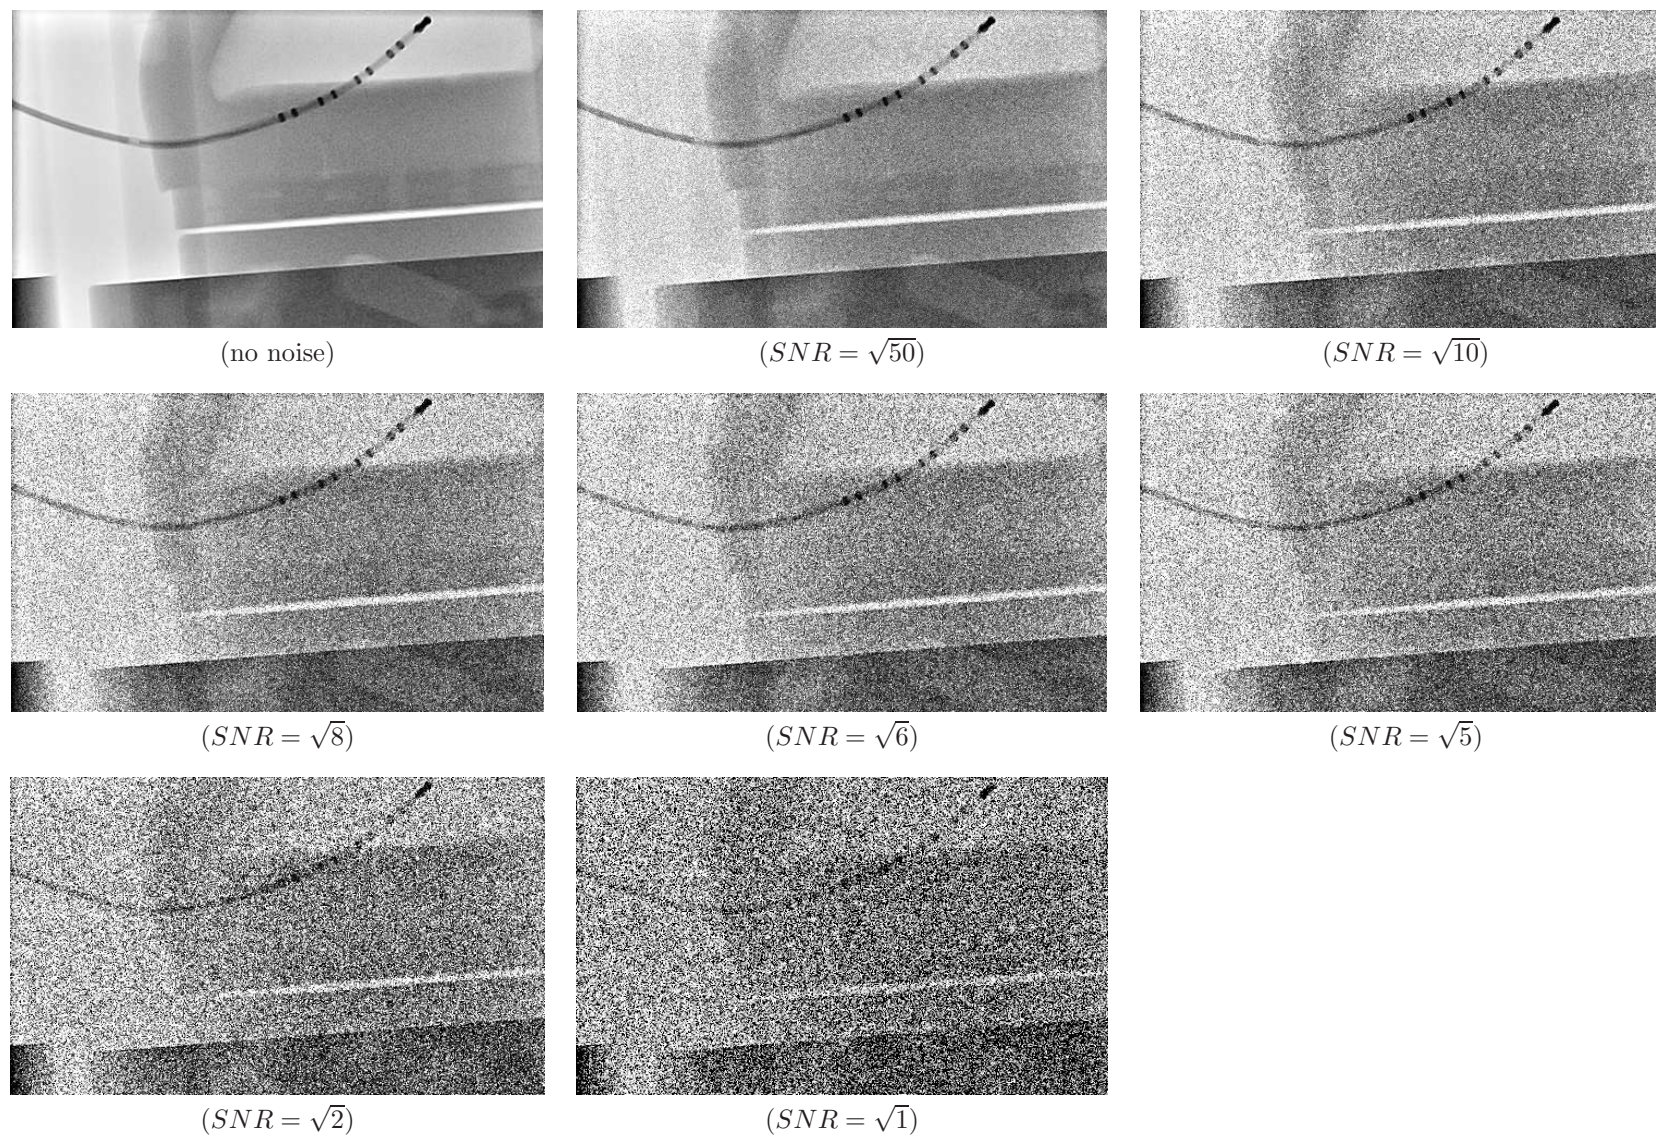 (no noise)
(SNR = √50)
(SNR = √10)
(SNR = √8)
(SNR = √6)
(SNR = √5)
(SNR = √2)
(SNR = √1)